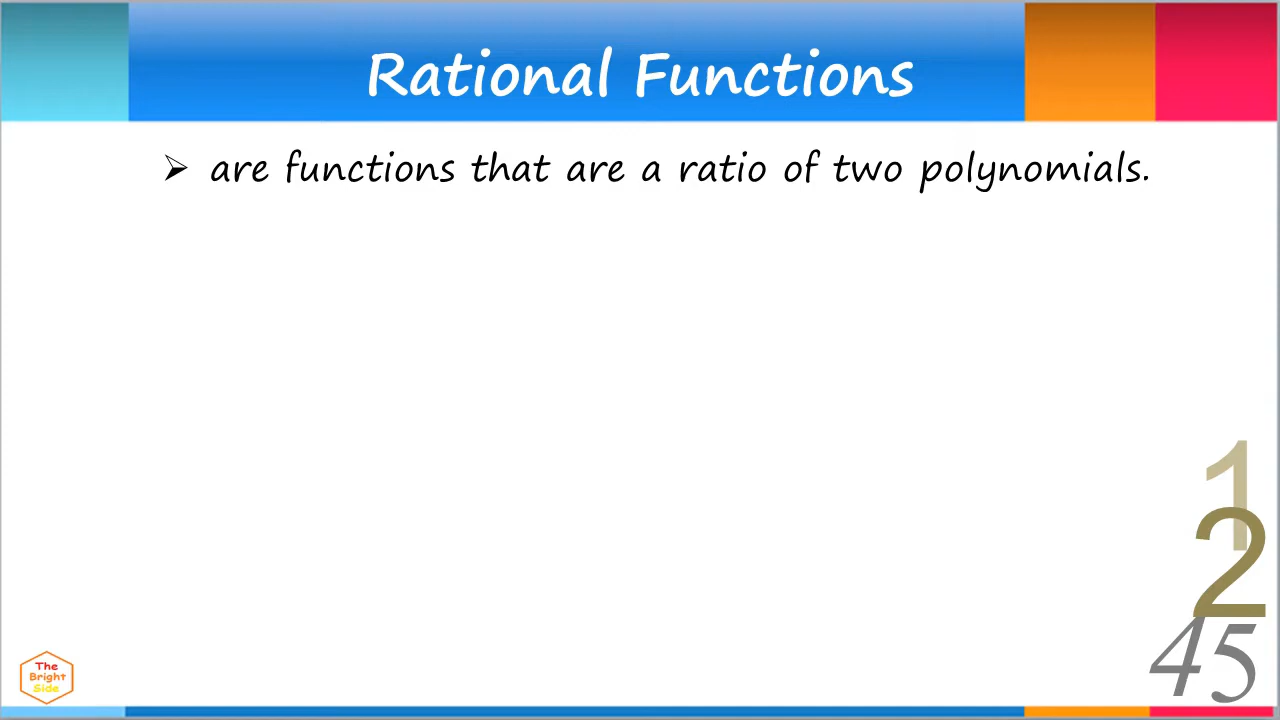 Rational Functions
➢ are functions that are a ratio of two polynomials.
1
2
45
The
Bright
Side